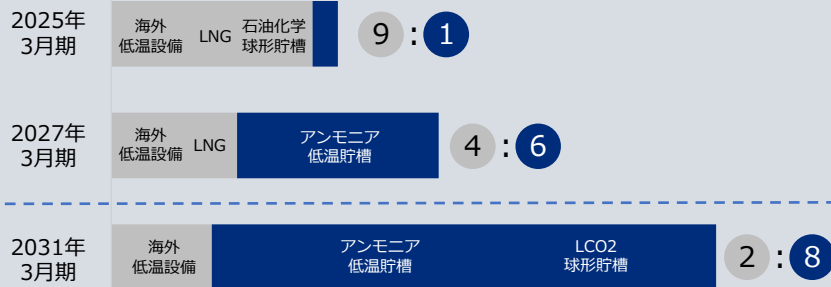 2025年
3月期
海外
低温設備
LNG
石油化学
球形貯槽
9:1
2027年
3月期
海外
低温設備
LNG
アンモニア
低温貯槽
4:6
2031年
3月期
海外
低温設備
アンモニア
低温貯槽
LCO2
球形貯槽
2:8